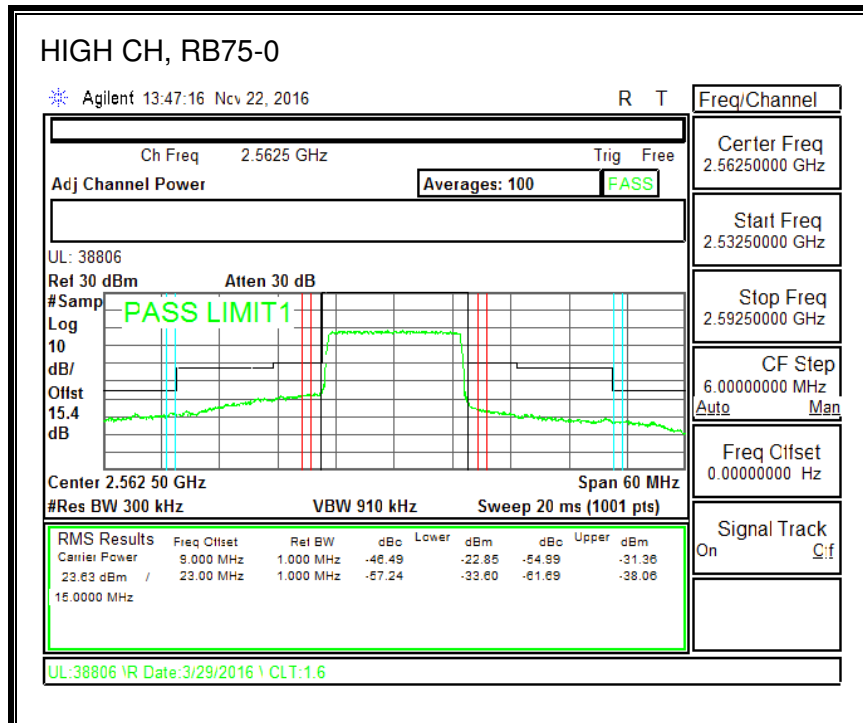 HIGH CH, RB75-0
Agilent 13:47:16 Nov 22, 2016 R T
Freq/Channel
Ch Freq 2.5625 GHz Trig Free
Adj Channel Power Averages: 100 PASS
UL: 38806
Ref 30 dBm Atten 30 dB
#Samp
Log
10
dB/
Offst
15.4
dB
PASS LIMIT1
Center 2.562 50 GHz Span 60 MHz
#Res BW 300 kHz VBW 910 kHz Sweep 20 ms (1001 pts)
RMS Results Freq Offset Ref BW dBc Lower dBm dBc Upper dBm
Carrier Power 9.000 MHz 1.000 MHz -46.49 -22.85 -54.99 -31.36
23.63 dBm / 23.00 MHz 1.000 MHz -57.24 -33.60 -61.69 -38.06
15.0000 MHz
UL:38806 \R Date:3/29/2016 \ CLT:1.6
Center Freq
2.56250000 GHz
Start Freq
2.53250000 GHz
Stop Freq
2.59250000 GHz
CF Step
6.00000000 MHz
Auto Man
Freq Offset
0.00000000 Hz
Signal Track
On Off